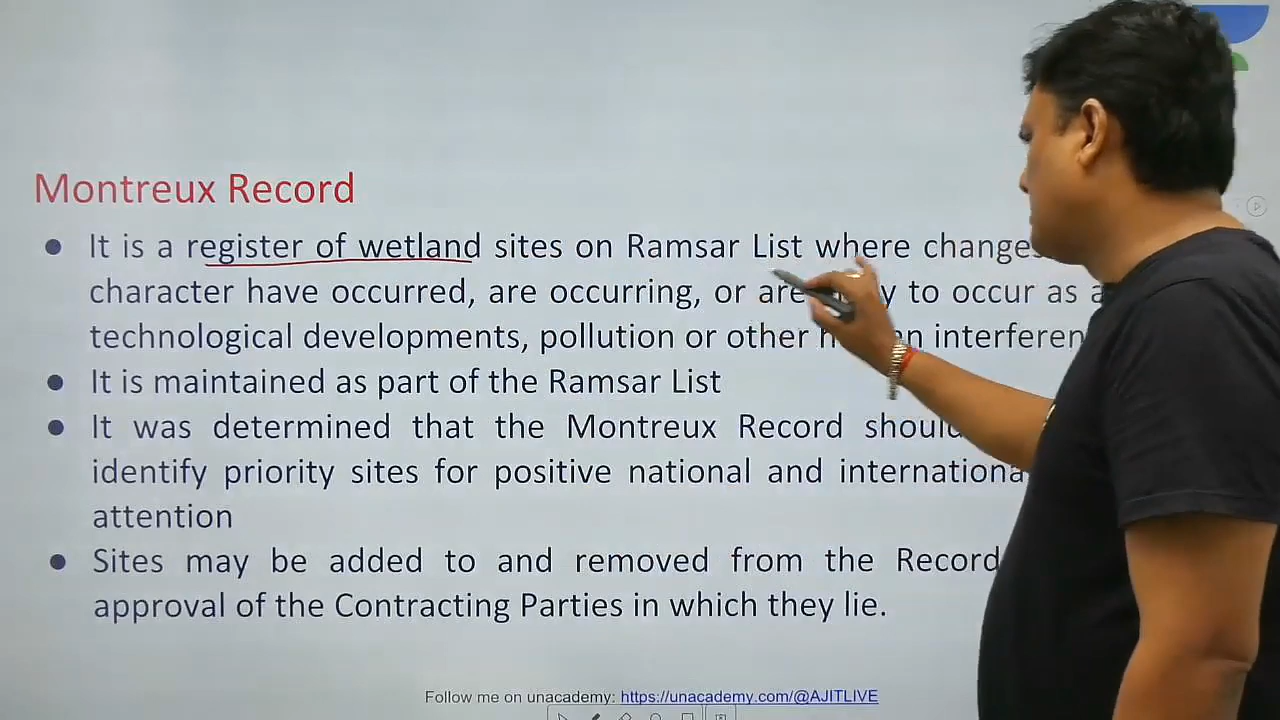 Montreux Record
● It is a register of wetland sites on Ramsar List where changes
character have occurred, are occurring, or are to occur as
technological developments, pollution or other interferen
● It is maintained as part of the Ramsar List
● It was determined that the Montreux Record shoul
identify priority sites for positive national and internationa
attention
● Sites may be added to and removed from the Record
approval of the Contracting Parties in which they lie.
Follow me on unacademy: https://unacademy.com/@AJITLIVE